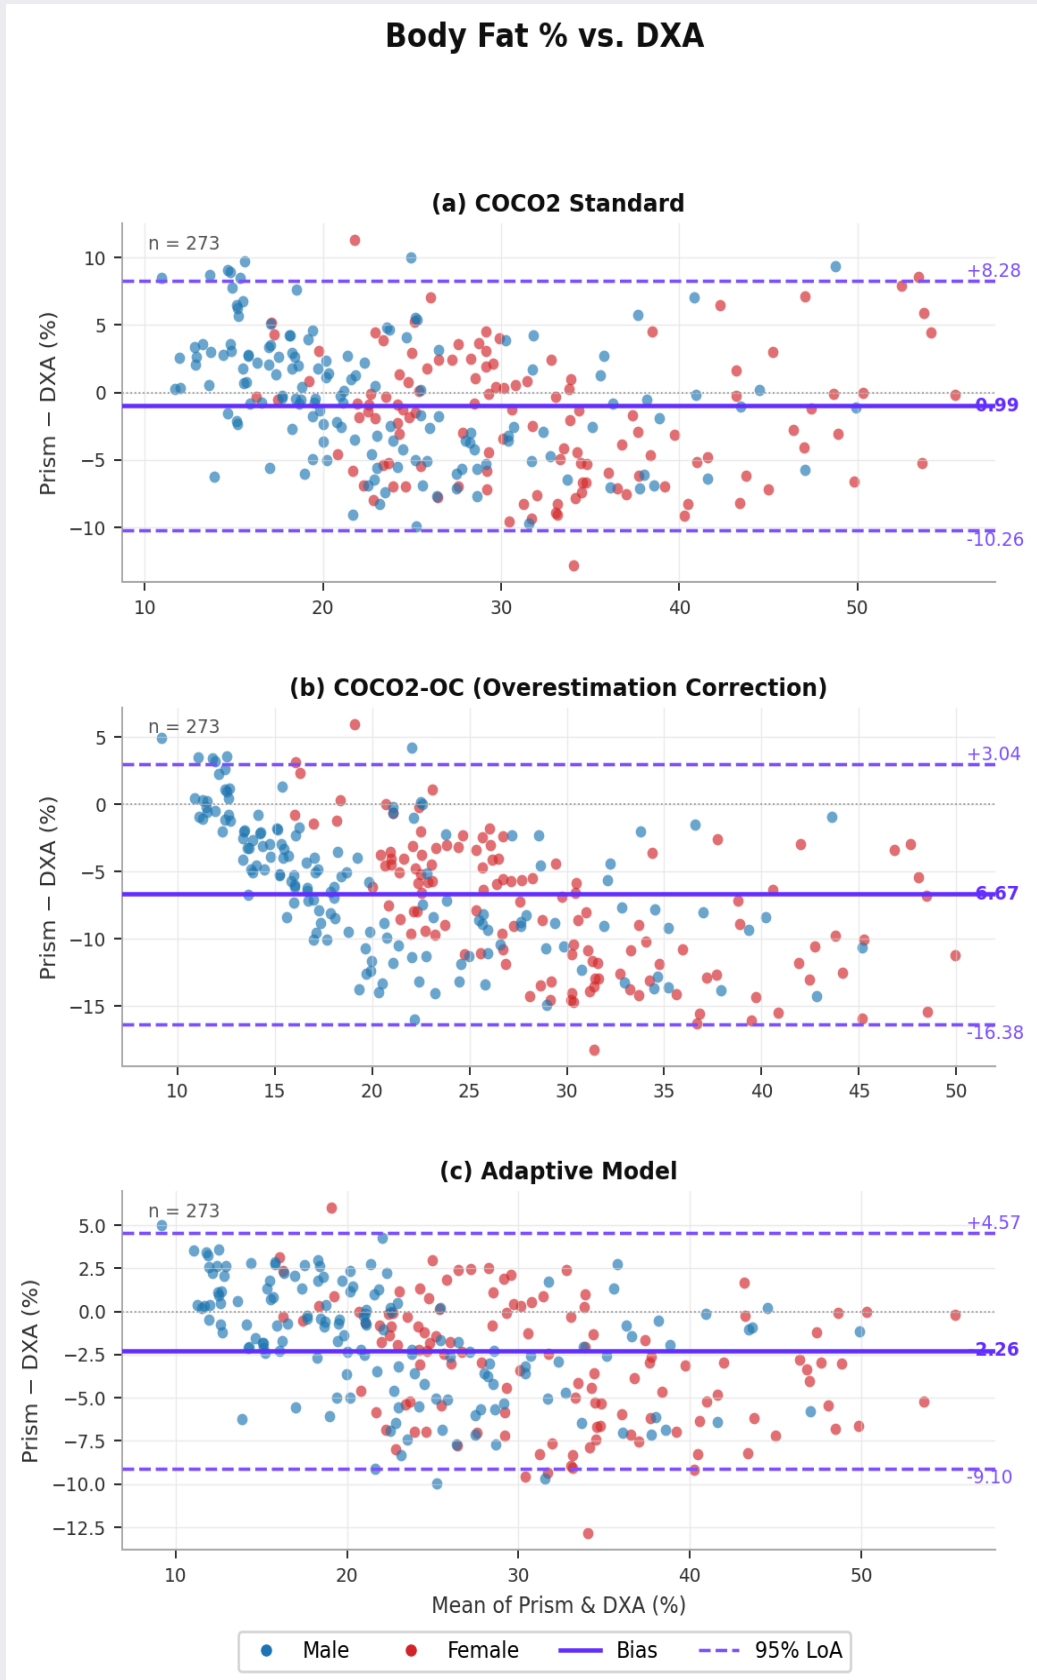 Body Fat % vs. DXA
(a) COCO2 Standard
n = 273
+8.28
-0.99
-10.26
Prism − DXA (%)
10
5
0
−5
−10
10 20 30 40 50
(b) COCO2-OC (Overestimation Correction)
n = 273
+3.04
-6.67
-16.38
Prism − DXA (%)
5
0
−5
−10
−15
10 15 20 25 30 35 40 45 50
(c) Adaptive Model
n = 273
+4.57
-2.26
-9.10
Prism − DXA (%)
5.0
2.5
0.0
−2.5
−5.0
−7.5
−10.0
−12.5
10 20 30 40 50
Mean of Prism & DXA (%)
Male Female Bias 95% LoA